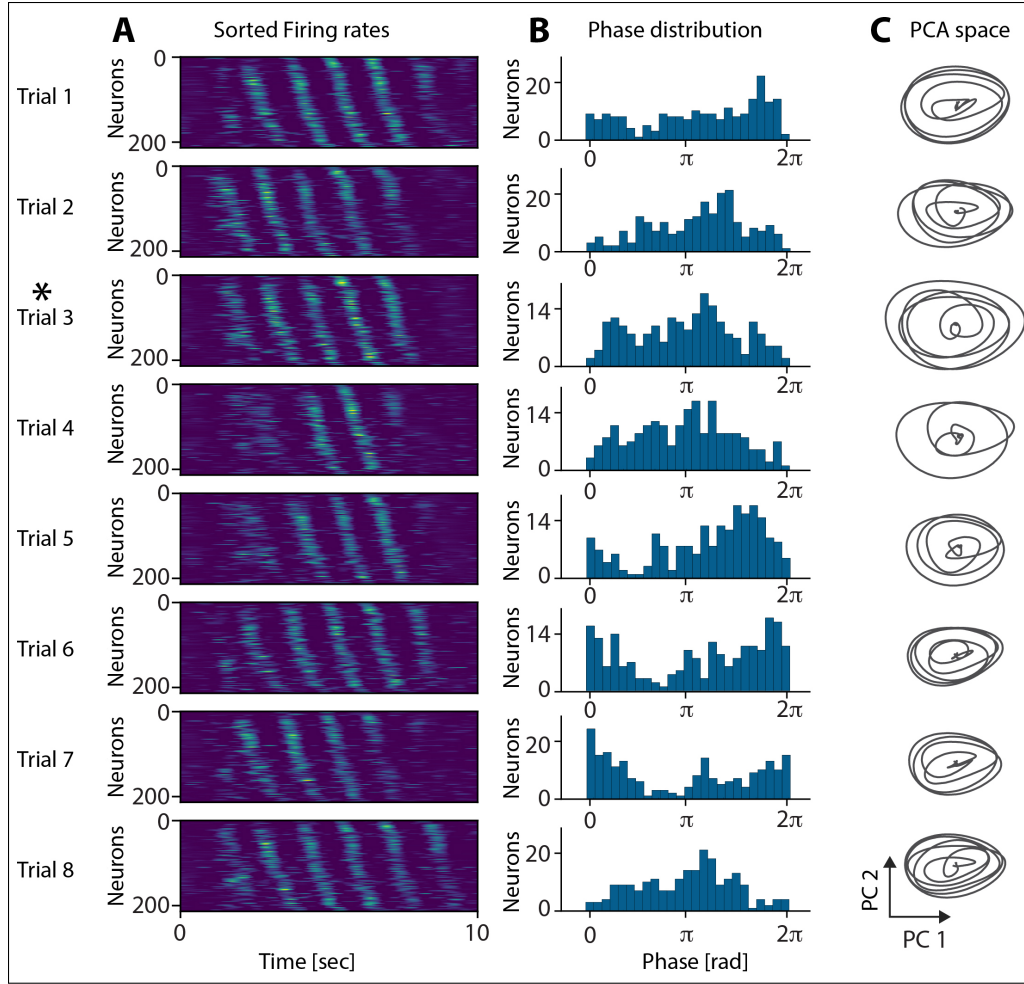 A Sorted Firing rates B Phase distribution C PCA space
Trial 1
Neurons
0
200
Neurons
20
0
0 π 2π
Trial 2
Neurons
0
200
Neurons
20
0
0 π 2π
*
Trial 3
Neurons
0
200
Neurons
14
0
0 π 2π
Trial 4
Neurons
0
200
Neurons
14
0
0 π 2π
Trial 5
Neurons
0
200
Neurons
14
0
0 π 2π
Trial 6
Neurons
0
200
Neurons
14
0
0 π 2π
Trial 7
Neurons
0
200
Neurons
20
0
0 π 2π
Trial 8
Neurons
0
200
Neurons
20
0
0 π 2π
0 10
Time [sec]
Phase [rad]
PC 2
PC 1